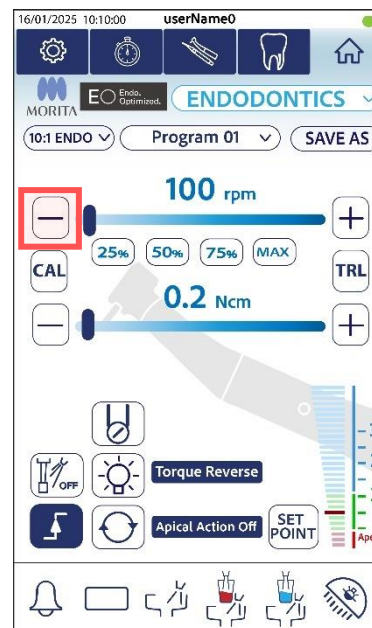 16/01/2025 10:10:00 userName0
MORITA EO Endo. Optimized. ENDODONTICS
10:1 ENDO Program 01 SAVE AS
100 rpm
25% 50% 75% MAX
CAL TRL
0.2 Ncm
OFF Torque Reverse
Apical Action Off SET POINT